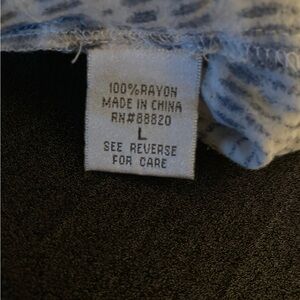 100%RAYON
MADE IN CHINA
RN#88820
L
SEE REVERSE
FOR CARE